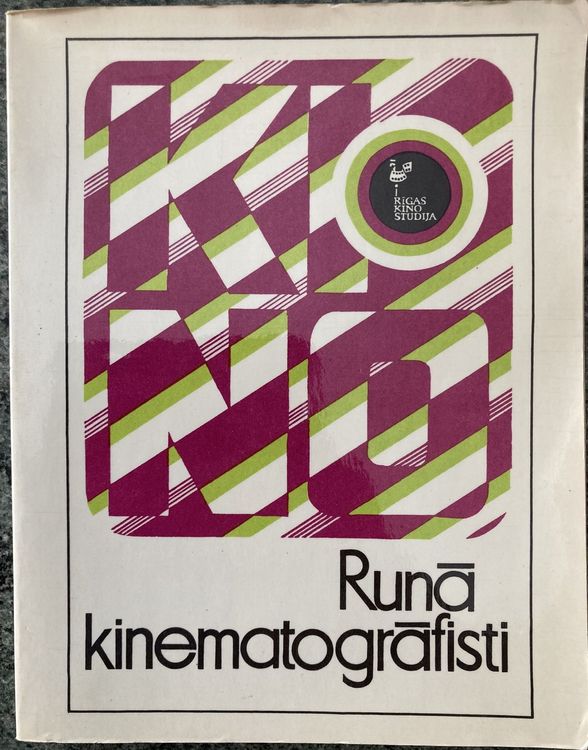 KI
NO
RĪGAS
KINO
STUDIJA
Runā
kinematogrāfisti